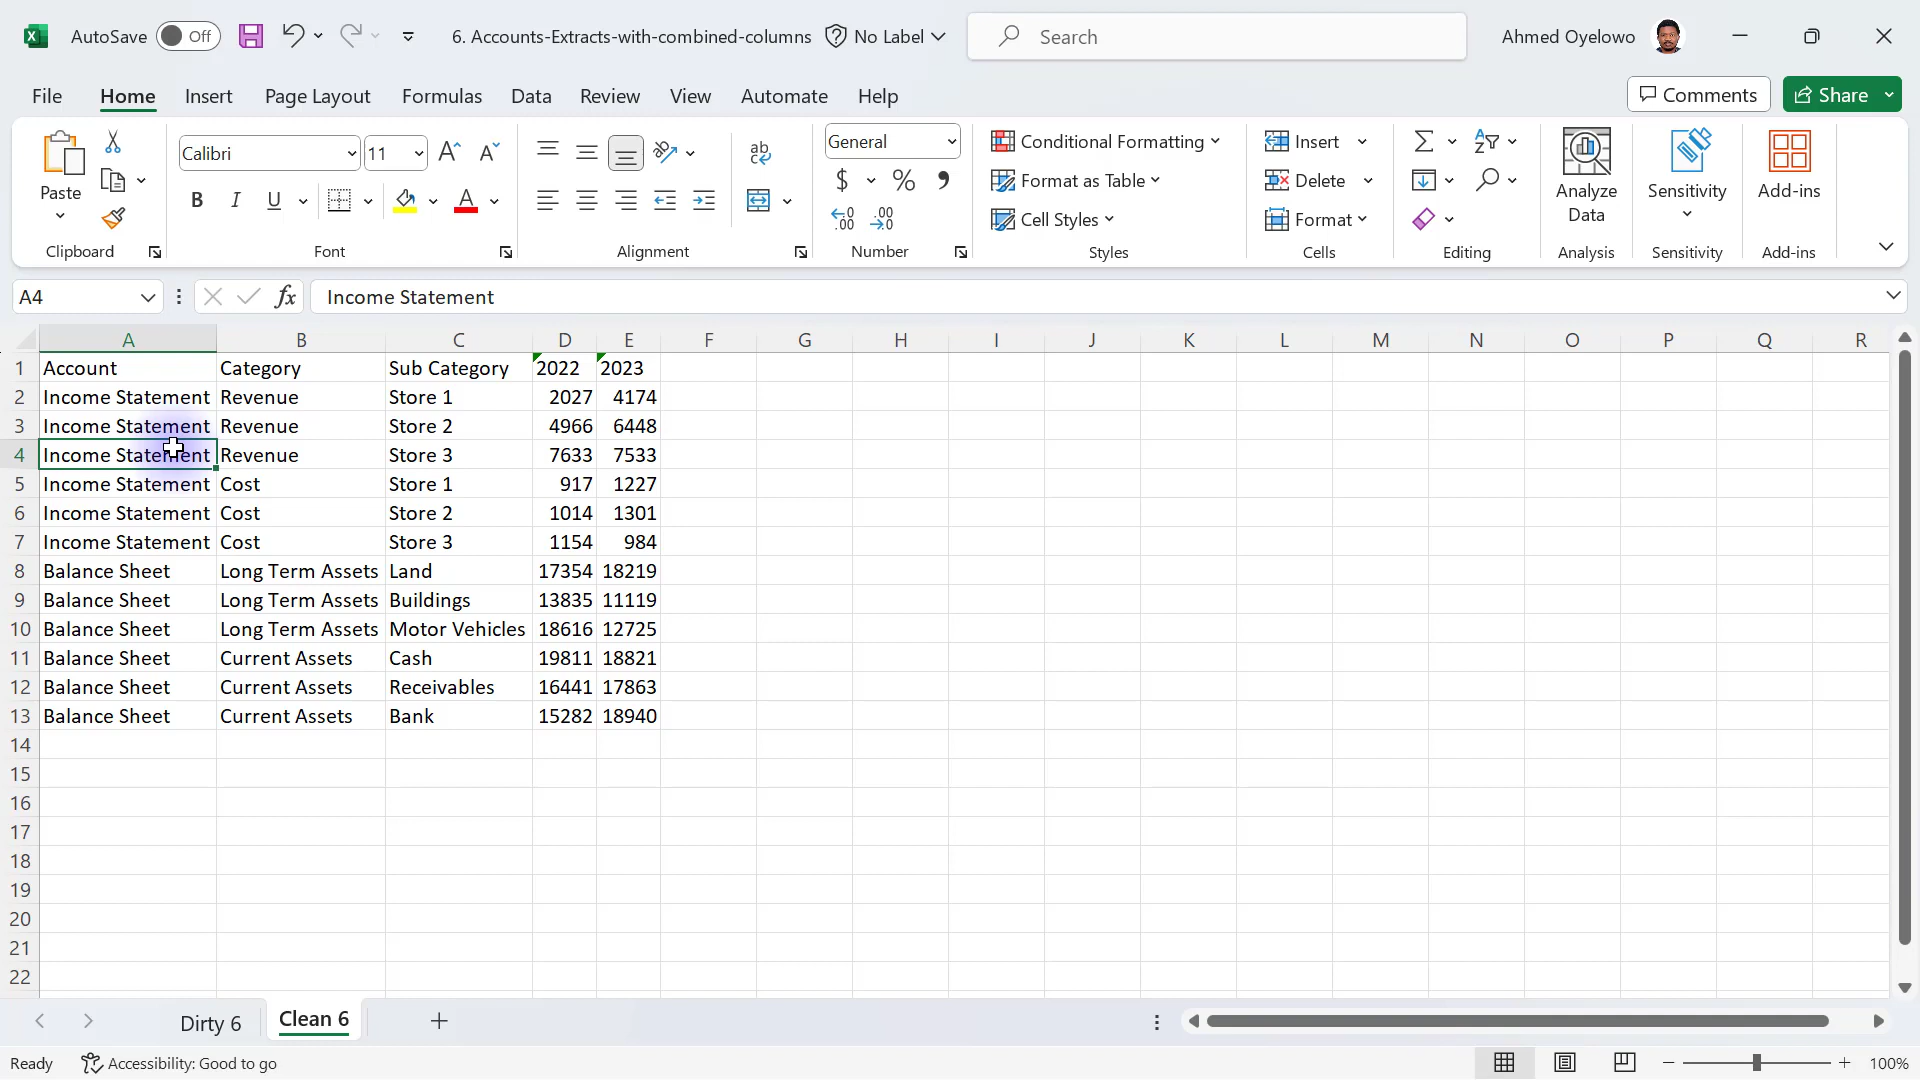 AutoSave Off 6. Accounts-Extracts-with-combined-columns No Label Search Ahmed Oyelowo
File Home Insert Page Layout Formulas Data Review View Automate Help Comments Share
Paste
Clipboard
Calibri 11
B I U A
Font
Alignment
General
$ % ,
Number
Conditional Formatting
Format as Table
Cell Styles
Styles
Insert
Delete
Format
Cells
Editing
Analyze Data
Analysis
Sensitivity
Sensitivity
Add-ins
Add-ins
A4 fx Income Statement
A B C D E F G H I J K L M N O P Q R
1 Account Category Sub Category 2022 2023
2 Income Statement Revenue Store 1 2027 4174
3 Income Statement Revenue Store 2 4966 6448
4 Income Statement Revenue Store 3 7633 7533
5 Income Statement Cost Store 1 917 1227
6 Income Statement Cost Store 2 1014 1301
7 Income Statement Cost Store 3 1154 984
8 Balance Sheet Long Term Assets Land 17354 18219
9 Balance Sheet Long Term Assets Buildings 13835 11119
10 Balance Sheet Long Term Assets Motor Vehicles 18616 12725
11 Balance Sheet Current Assets Cash 19811 18821
12 Balance Sheet Current Assets Receivables 16441 17863
13 Balance Sheet Current Assets Bank 15282 18940
14
15
16
17
18
19
20
21
22
Dirty 6 Clean 6
Ready Accessibility: Good to go 100%